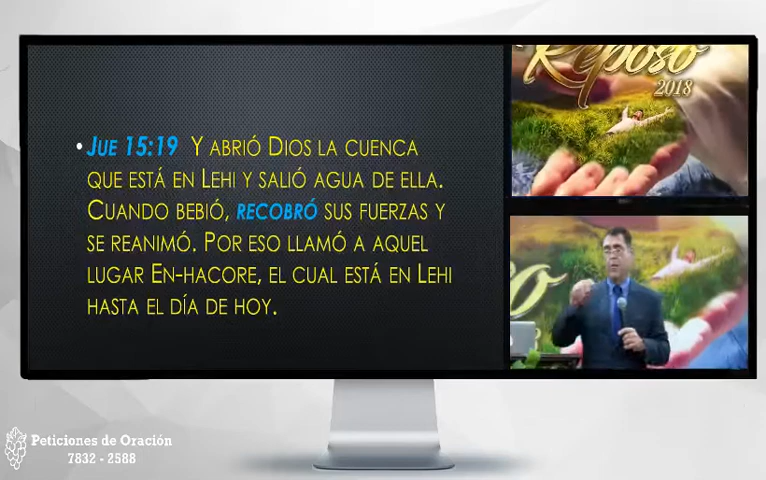 • Jue 15:19 Y abrió Dios la cuenca
que está en Lehi y salió agua de ella.
Cuando bebió, recobró sus fuerzas y
se reanimó. Por eso llamó a aquel
lugar En-hacore, el cual está en Lehi
hasta el día de hoy.
Reposo
2018
Peticiones de Oración
7832 - 2588